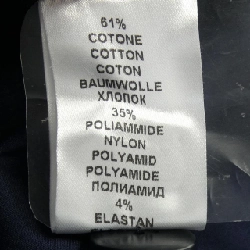 61%
COTONE
COTTON
COTON
BAUMWOLLE
ХЛОПОК
35%
POLIAMMIDE
NYLON
POLYAMID
POLYAMIDE
ПОЛИАМИД
4%
ELASTAN